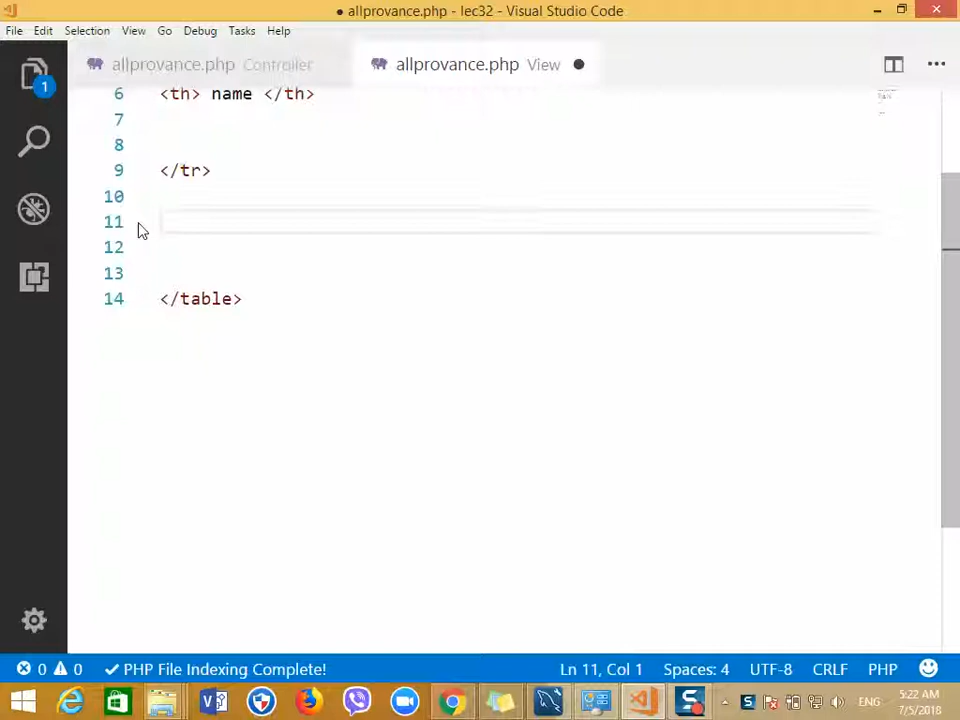 ● allprovance.php - lec32 - Visual Studio Code
File Edit Selection View Go Debug Tasks Help
allprovance.php Controller
allprovance.php View ●
1
6 <th> name </th>
7
8
9 </tr>
10
11
12
13
14 </table>
0 0 ✓ PHP File Indexing Complete! Ln 11, Col 1 Spaces: 4 UTF-8 CRLF PHP
ENG
5:22 AM
7/5/2018